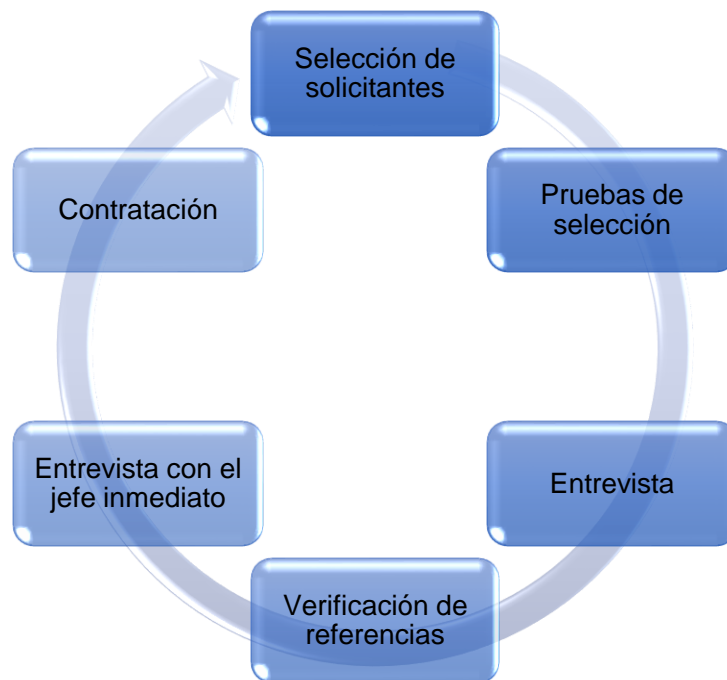 Selección de
solicitantes
Pruebas de
selección
Entrevista
Verificación de
referencias
Entrevista con el
jefe inmediato
Contratación